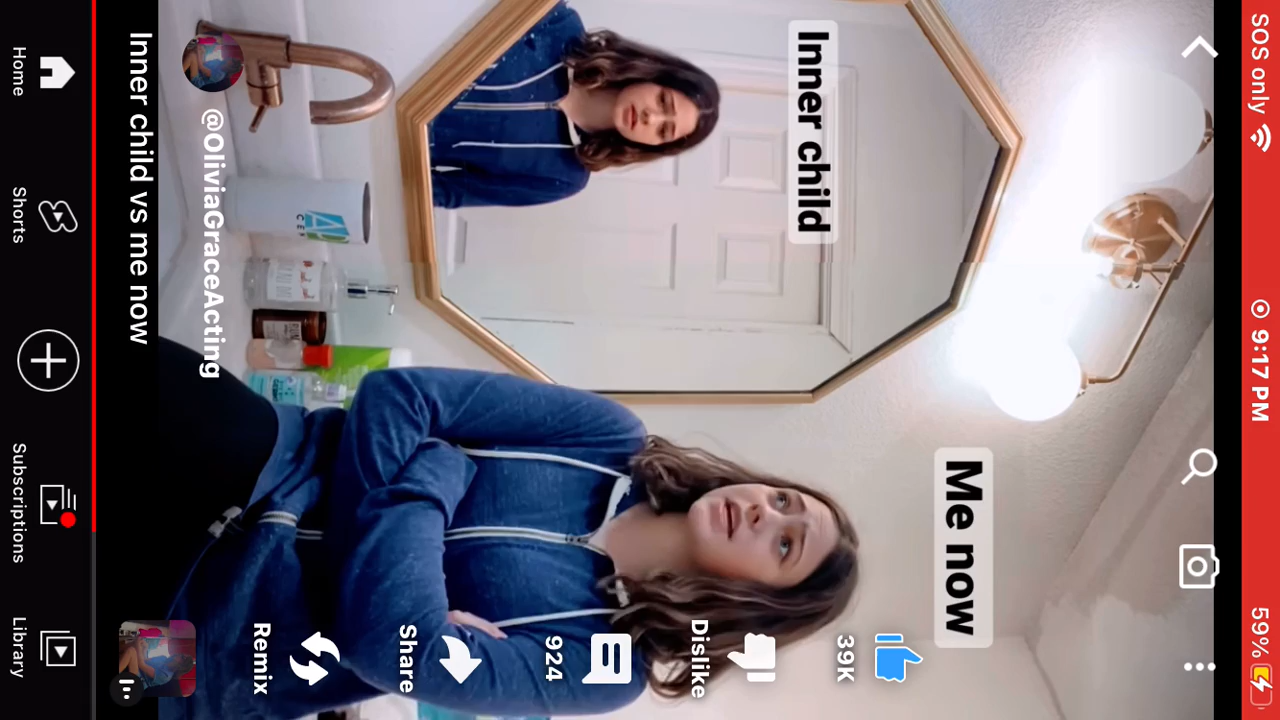 SOS only
9:17 PM
59%
Inner child
Me now
39K
Dislike
924
Share
Remix
@OliviaGraceActing
Inner child vs me now
Home
Shorts
Subscriptions
Library